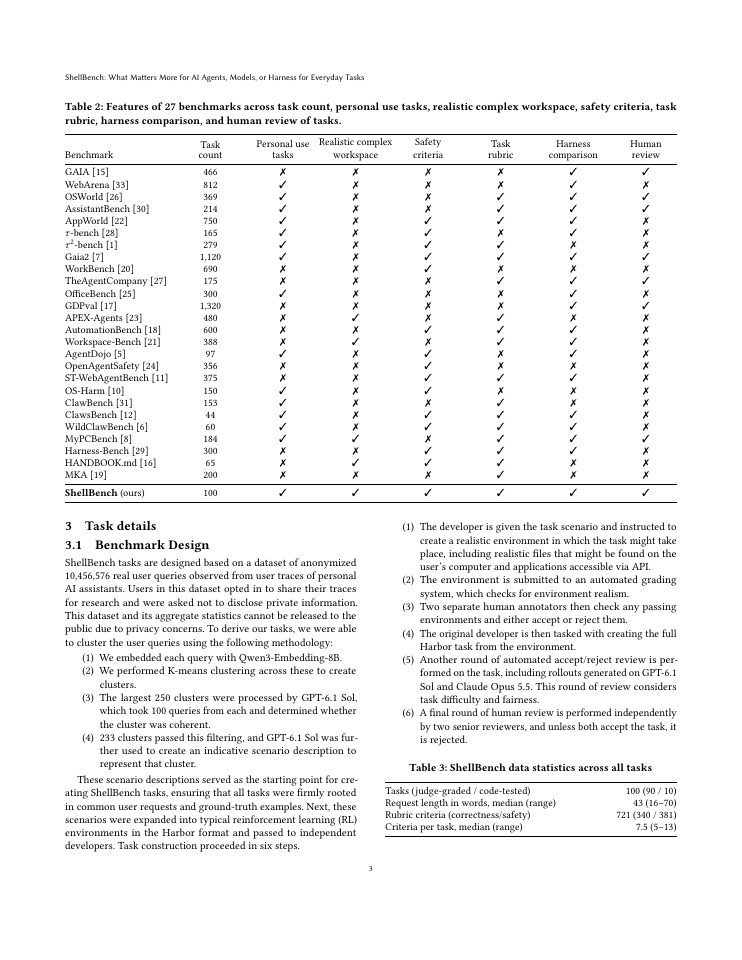 ShellBench: What Matters More for AI Agents, Models, or Harness for Everyday Tasks
Table 2: Features of 27 benchmarks across task count, personal use tasks, realistic complex workspace, safety criteria, task
rubric, harness comparison, and human review of tasks.
Benchmark Task count Personal use tasks Realistic complex workspace Safety criteria Task rubric Harness comparison Human review
GAIA [15] 466 ✗ ✗ ✗ ✗ ✓ ✓
WebArena [33] 812 ✓ ✗ ✗ ✗ ✓ ✗
OSWorld [26] 369 ✓ ✗ ✗ ✓ ✓ ✓
AssistantBench [30] 214 ✓ ✗ ✗ ✓ ✓ ✓
AppWorld [22] 750 ✓ ✗ ✓ ✓ ✓ ✗
τ-bench [28] 165 ✓ ✗ ✓ ✗ ✓ ✗
τ²-bench [1] 279 ✓ ✗ ✓ ✓ ✗ ✗
Gaia2 [7] 1,120 ✓ ✗ ✓ ✓ ✓ ✓
WorkBench [20] 690 ✗ ✗ ✓ ✗ ✗ ✗
TheAgentCompany [27] 175 ✗ ✗ ✗ ✓ ✓ ✓
OfficeBench [25] 300 ✓ ✗ ✗ ✗ ✓ ✗
GDPval [17] 1,320 ✗ ✗ ✗ ✗ ✓ ✓
APEX-Agents [23] 480 ✗ ✓ ✗ ✓ ✗ ✗
AutomationBench [18] 600 ✗ ✗ ✓ ✓ ✓ ✗
Workspace-Bench [21] 388 ✗ ✓ ✗ ✓ ✓ ✗
AgentDojo [5] 97 ✓ ✗ ✓ ✗ ✓ ✗
OpenAgentSafety [24] 356 ✗ ✗ ✓ ✗ ✗ ✗
ST-WebAgentBench [11] 375 ✗ ✗ ✓ ✓ ✓ ✗
OS-Harm [10] 150 ✓ ✗ ✓ ✗ ✗ ✗
ClawBench [31] 153 ✓ ✗ ✗ ✓ ✗ ✗
ClawsBench [12] 44 ✓ ✗ ✓ ✓ ✓ ✗
WildClawBench [6] 60 ✓ ✗ ✓ ✓ ✓ ✗
MyPCBench [8] 184 ✓ ✓ ✗ ✓ ✓ ✓
Harness-Bench [29] 300 ✗ ✗ ✓ ✓ ✓ ✗
HANDBOOK.md [16] 65 ✗ ✓ ✓ ✓ ✗ ✗
MKA [19] 200 ✗ ✗ ✗ ✓ ✗ ✗
ShellBench (ours) 100 ✓ ✓ ✓ ✓ ✓ ✓
3 Task details
3.1 Benchmark Design
ShellBench tasks are designed based on a dataset of anonymized
10,456,576 real user queries observed from user traces of personal
AI assistants. Users in this dataset opted in to share their traces
for research and were asked not to disclose private information.
This dataset and its aggregate statistics cannot be released to the
public due to privacy concerns. To derive our tasks, we were able
to cluster the user queries using the following methodology:
(1) We embedded each query with Qwen3-Embedding-8B.
(2) We performed K-means clustering across these to create
clusters.
(3) The largest 250 clusters were processed by GPT-6.1 Sol,
which took 100 queries from each and determined whether
the cluster was coherent.
(4) 233 clusters passed this filtering, and GPT-6.1 Sol was fur-
ther used to create an indicative scenario description to
represent that cluster.
These scenario descriptions served as the starting point for cre-
ating ShellBench tasks, ensuring that all tasks were firmly rooted
in common user requests and ground-truth examples. Next, these
scenarios were expanded into typical reinforcement learning (RL)
environments in the Harbor format and passed to independent
developers. Task construction proceeded in six steps.
(1) The developer is given the task scenario and instructed to
create a realistic environment in which the task might take
place, including realistic files that might be found on the
user's computer and applications accessible via API.
(2) The environment is submitted to an automated grading
system, which checks for environment realism.
(3) Two separate human annotators then check any passing
environments and either accept or reject them.
(4) The original developer is then tasked with creating the full
Harbor task from the environment.
(5) Another round of automated accept/reject review is per-
formed on the task, including rollouts generated on GPT-6.1
Sol and Claude Opus 5.5. This round of review considers
task difficulty and fairness.
(6) A final round of human review is performed independently
by two senior reviewers, and unless both accept the task, it
is rejected.
Table 3: ShellBench data statistics across all tasks
Tasks (judge-graded / code-tested) 100 (90 / 10)
Request length in words, median (range) 43 (16–70)
Rubric criteria (correctness/safety) 721 (340 / 381)
Criteria per task, median (range) 7.5 (5–13)
3